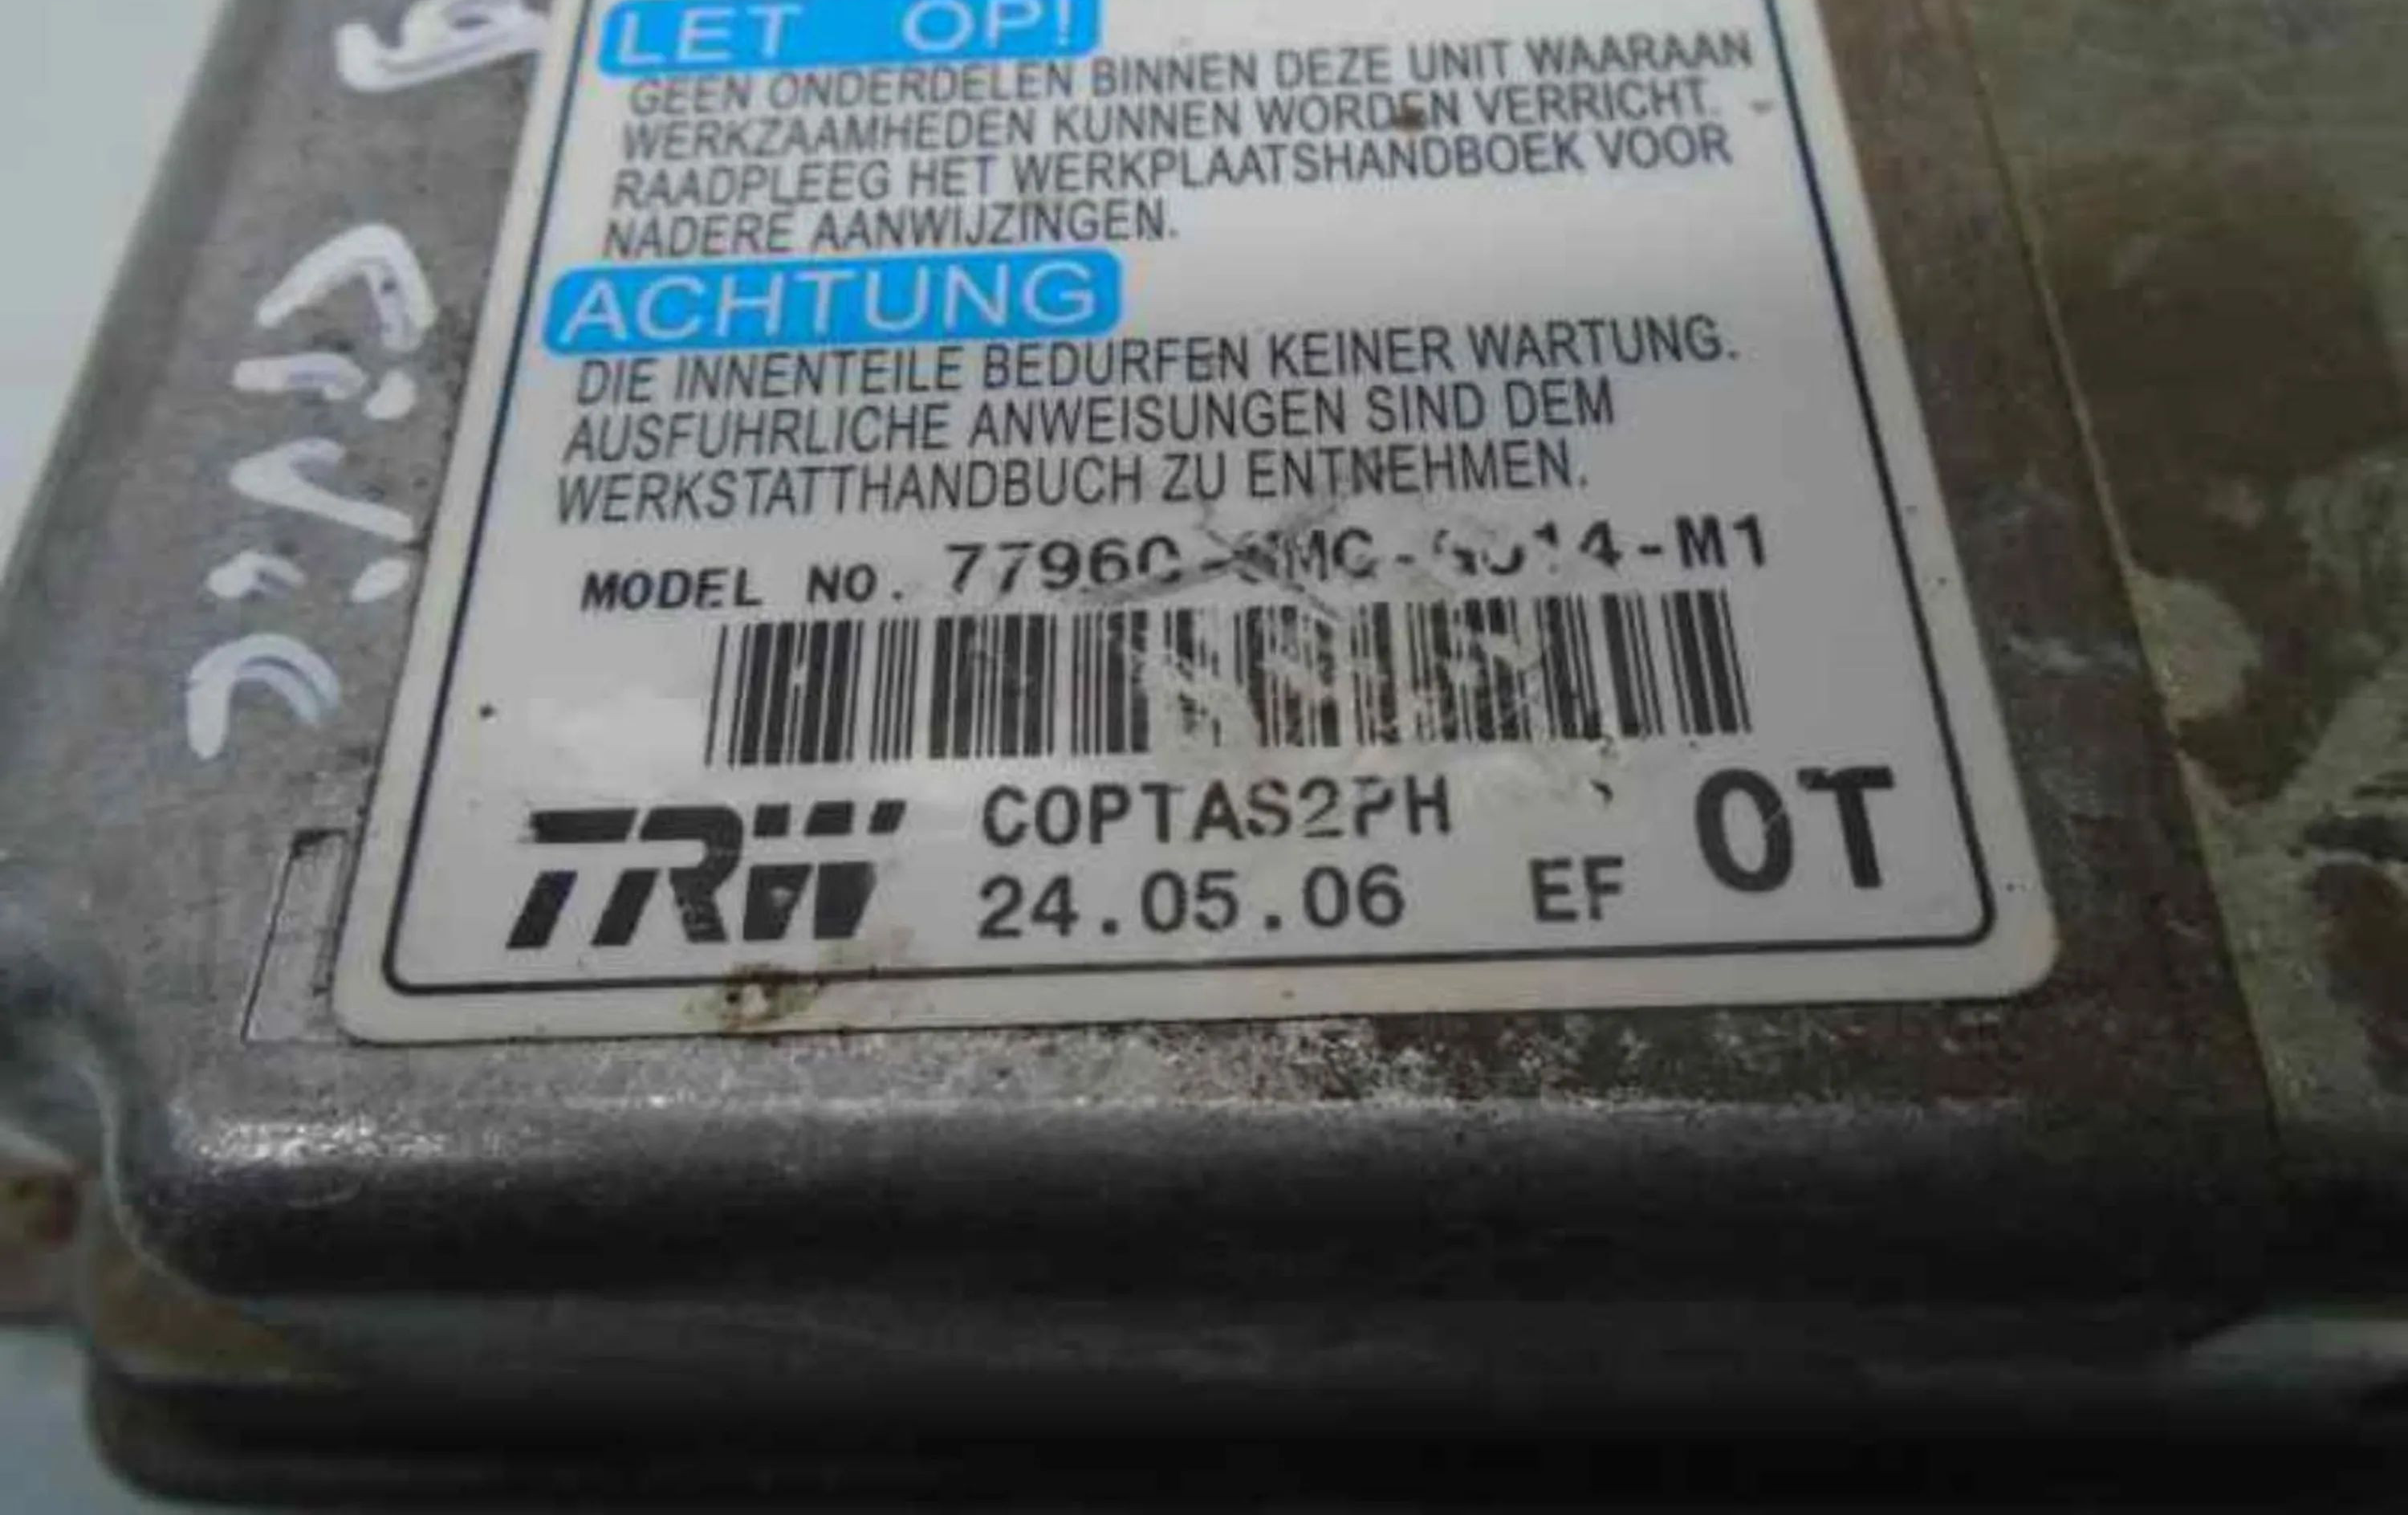 LET OP!
GEEN ONDERDELEN BINNEN DEZE UNIT WAARAAN
WERKZAAMHEDEN KUNNEN WORDEN VERRICHT.
RAADPLEEG HET WERKPLAATSHANDBOEK VOOR
NADERE AANWIJZINGEN.
ACHTUNG
DIE INNENTEILE BEDURFEN KEINER WARTUNG.
AUSFUHRLICHE ANWEISUNGEN SIND DEM
WERKSTATTHANDBUCH ZU ENTNEHMEN.
MODEL NO.
TRW COPTAS2PH OT
24.05.06 EF
CiViC